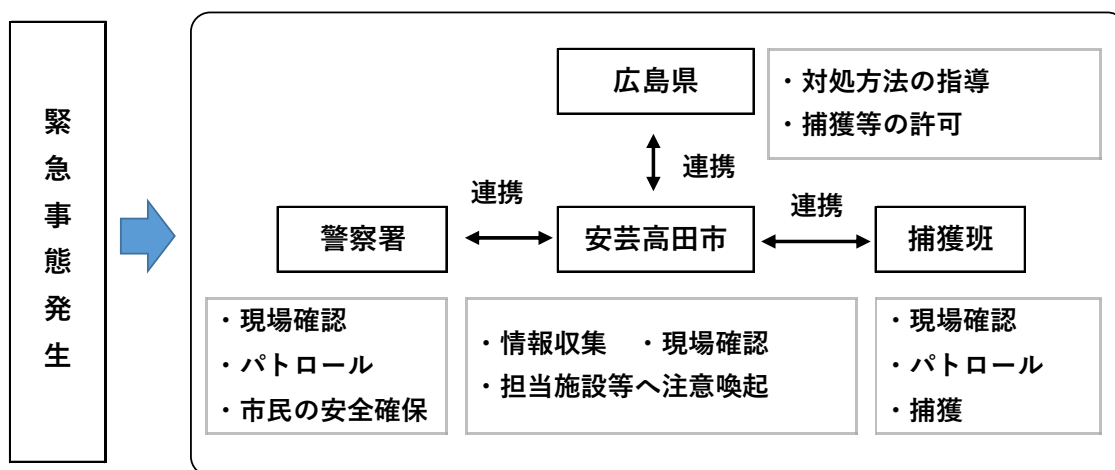 緊急事態発生
広島県
・対処方法の指導
・捕獲等の許可
連携
連携
連携
警察署
安芸高田市
捕獲班
・現場確認
・パトロール
・市民の安全確保
・情報収集 ・現場確認
・担当施設等へ注意喚起
・現場確認
・パトロール
・捕獲